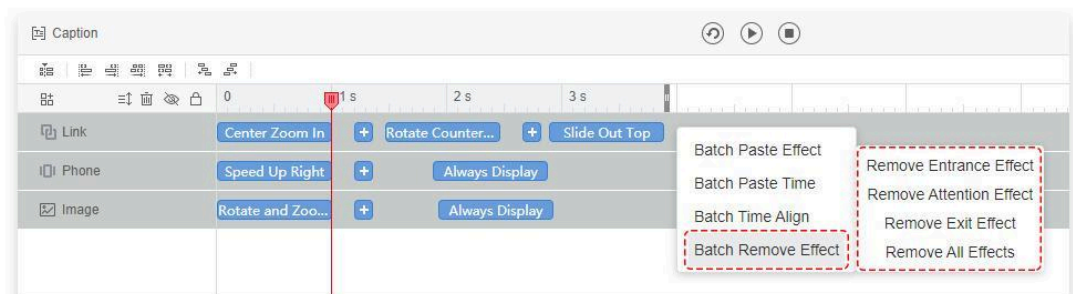 Caption
0 1 s 2 s 3 s
Link Center Zoom In + Rotate Counter... + Slide Out Top
Phone Speed Up Right + Always Display
Image Rotate and Zoo... + Always Display
Batch Paste Effect
Batch Paste Time
Batch Time Align
Batch Remove Effect
Remove Entrance Effect
Remove Attention Effect
Remove Exit Effect
Remove All Effects